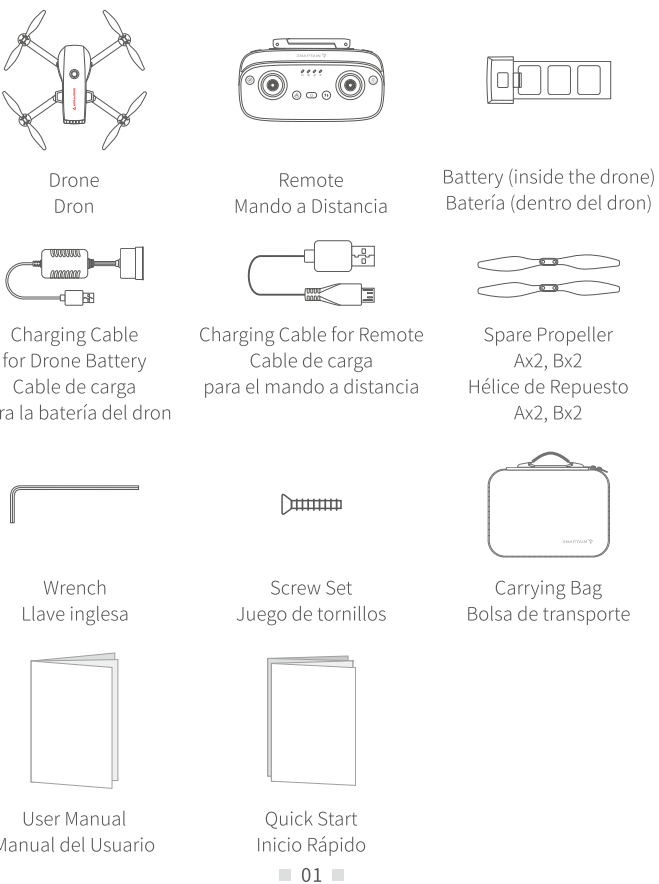 Drone
Dron
Remote
Mando a Distancia
Battery (inside the drone)
Batería (dentro del dron)
Charging Cable
for Drone Battery
Cable de carga
ra la batería del dron
Charging Cable for Remote
Cable de carga
para el mando a distancia
Spare Propeller
Ax2, Bx2
Hélice de Repuesto
Ax2, Bx2
Wrench
Llave inglesa
Screw Set
Juego de tornillos
SNAPTAIN
Carrying Bag
Bolsa de transporte
User Manual
Manual del Usuario
Quick Start
Inicio Rápido
01